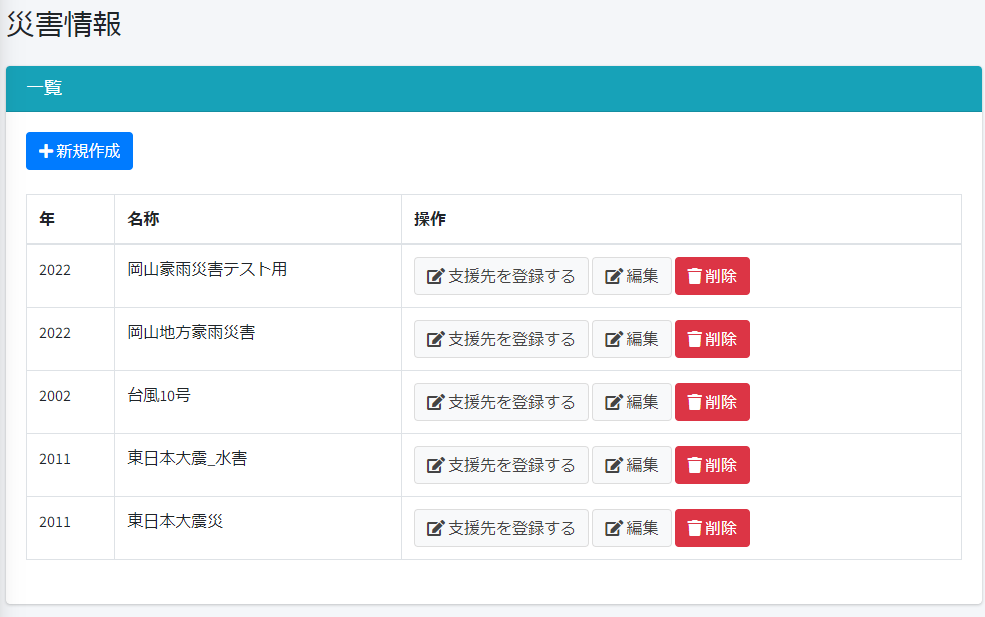 災害情報
一覧
新規作成
年 名称 操作
2022 岡山豪雨災害テスト用 支援先を登録する 編集 削除
2022 岡山地方豪雨災害 支援先を登録する 編集 削除
2002 台風10号 支援先を登録する 編集 削除
2011 東日本大震_水害 支援先を登録する 編集 削除
2011 東日本大震災 支援先を登録する 編集 削除